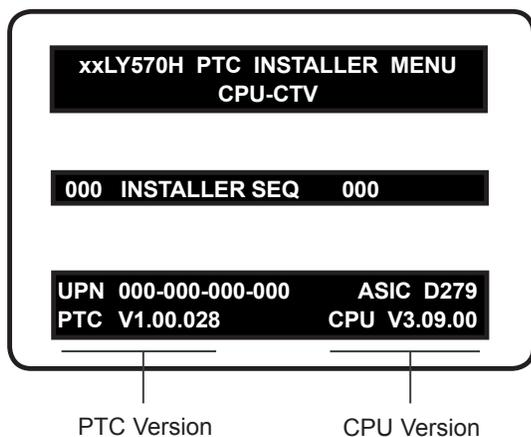 xxLY570H PTC INSTALLER MENU
CPU-CTV
000 INSTALLER SEQ 000
UPN 000-000-000-000 ASIC D279
PTC V1.00.028 CPU V3.09.00
PTC Version CPU Version